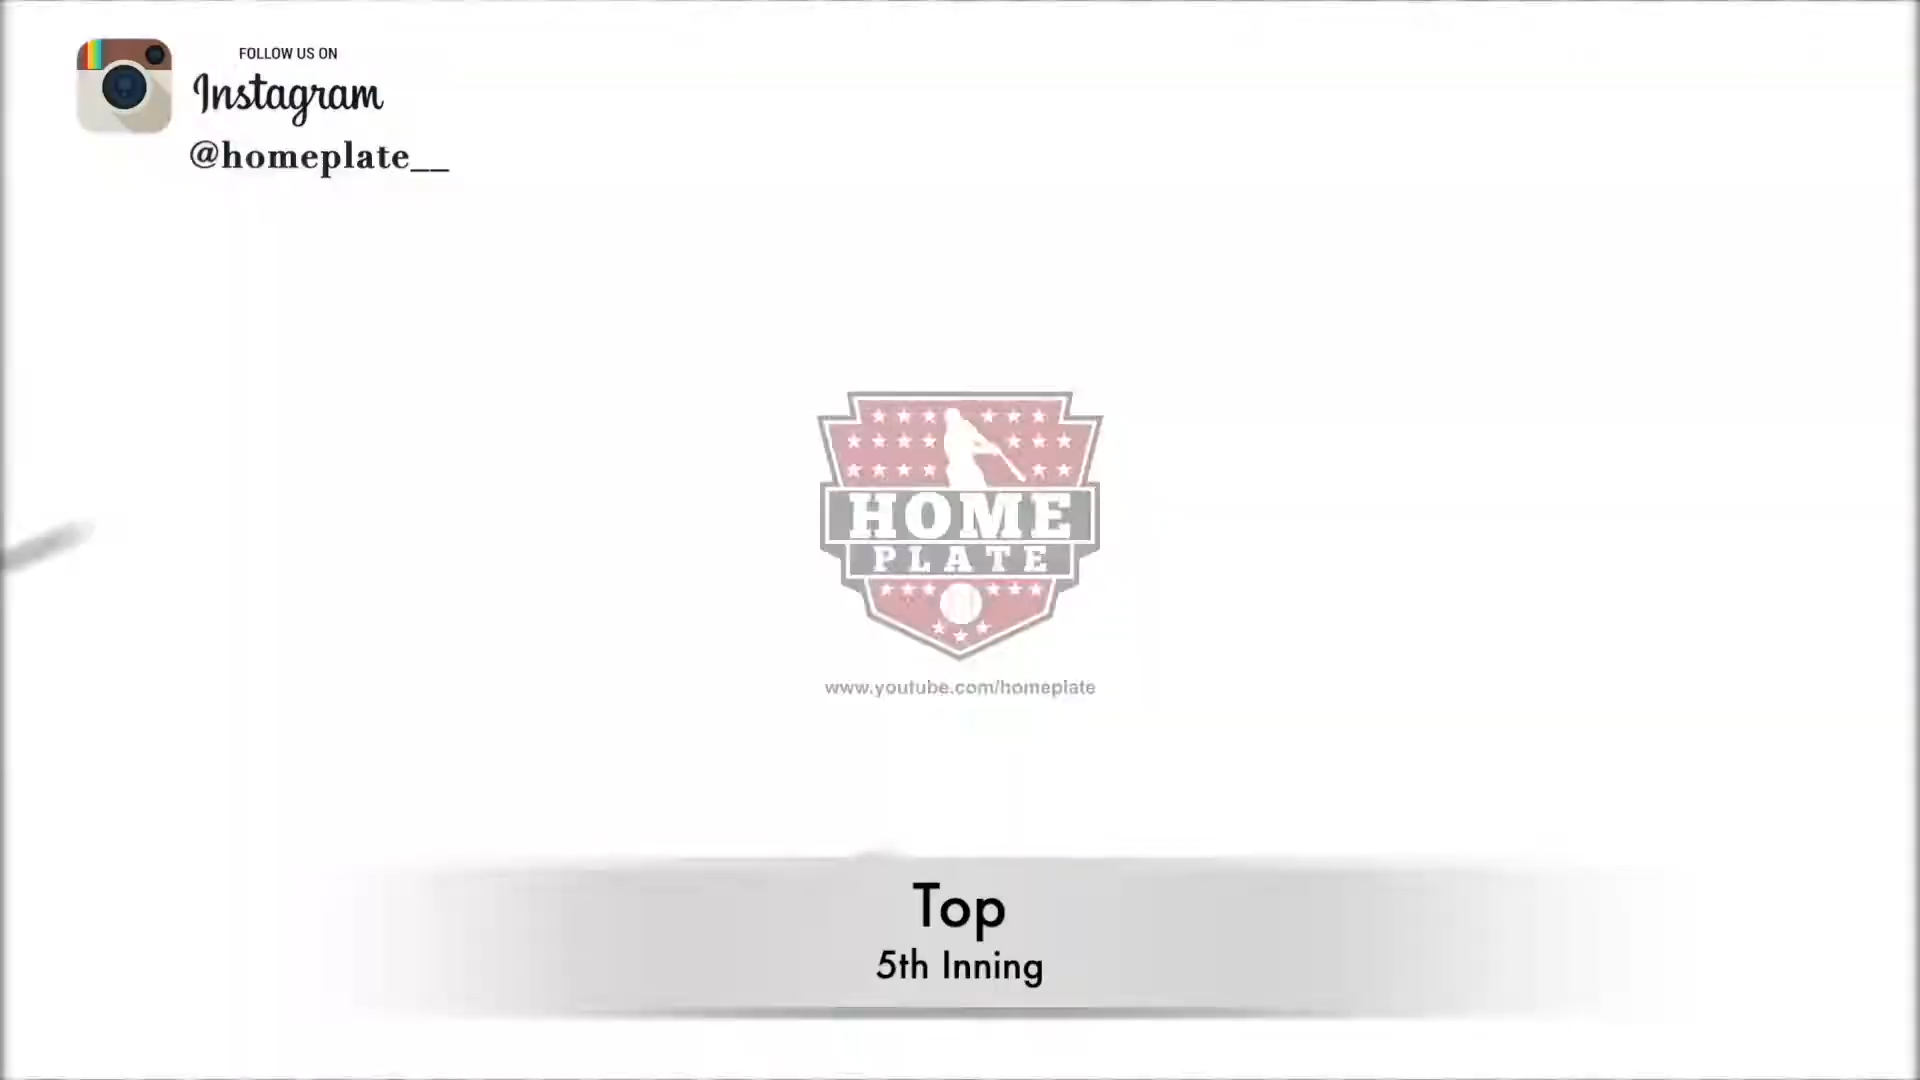 FOLLOW US ON
Instagram
@homeplate__
HOME
PLATE
www.youtube.com/homeplate
Top
5th Inning